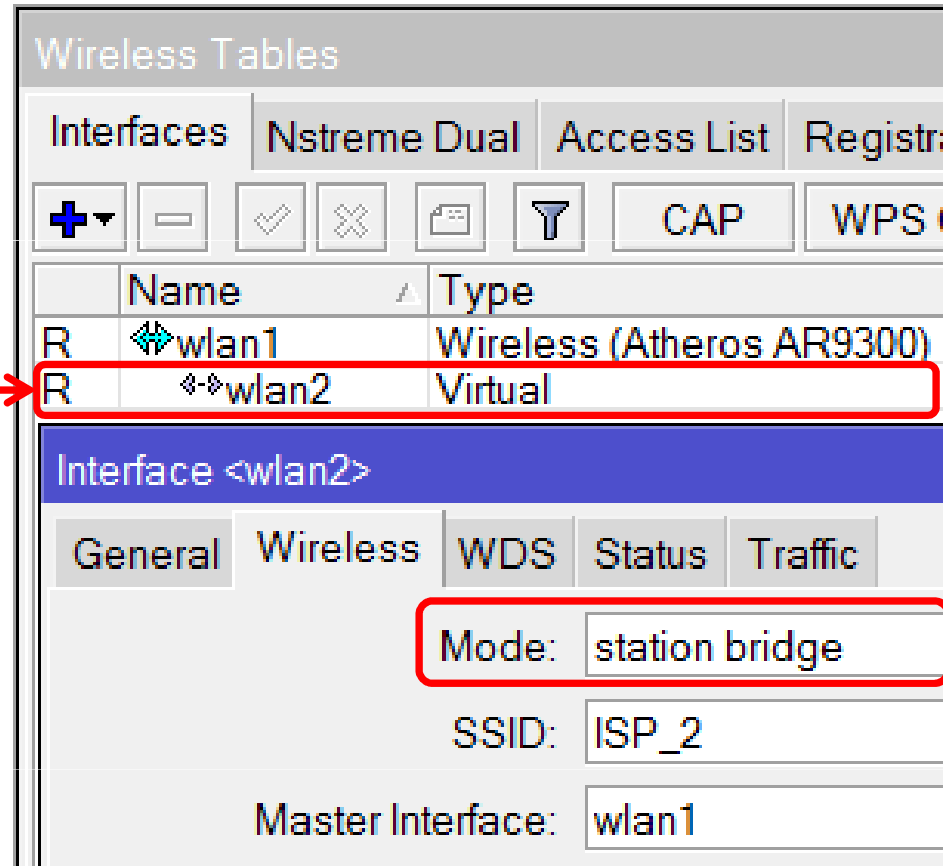 Wireless Tables
Interfaces Nstreme Dual Access List
CAP WPS
Name Type
R wlan1 Wireless (Atheros AR9300)
R wlan2 Virtual
Interface <wlan2>
General Wireless WDS Status Traffic
Mode: station bridge
SSID: ISP_2
Master Interface: wlan1